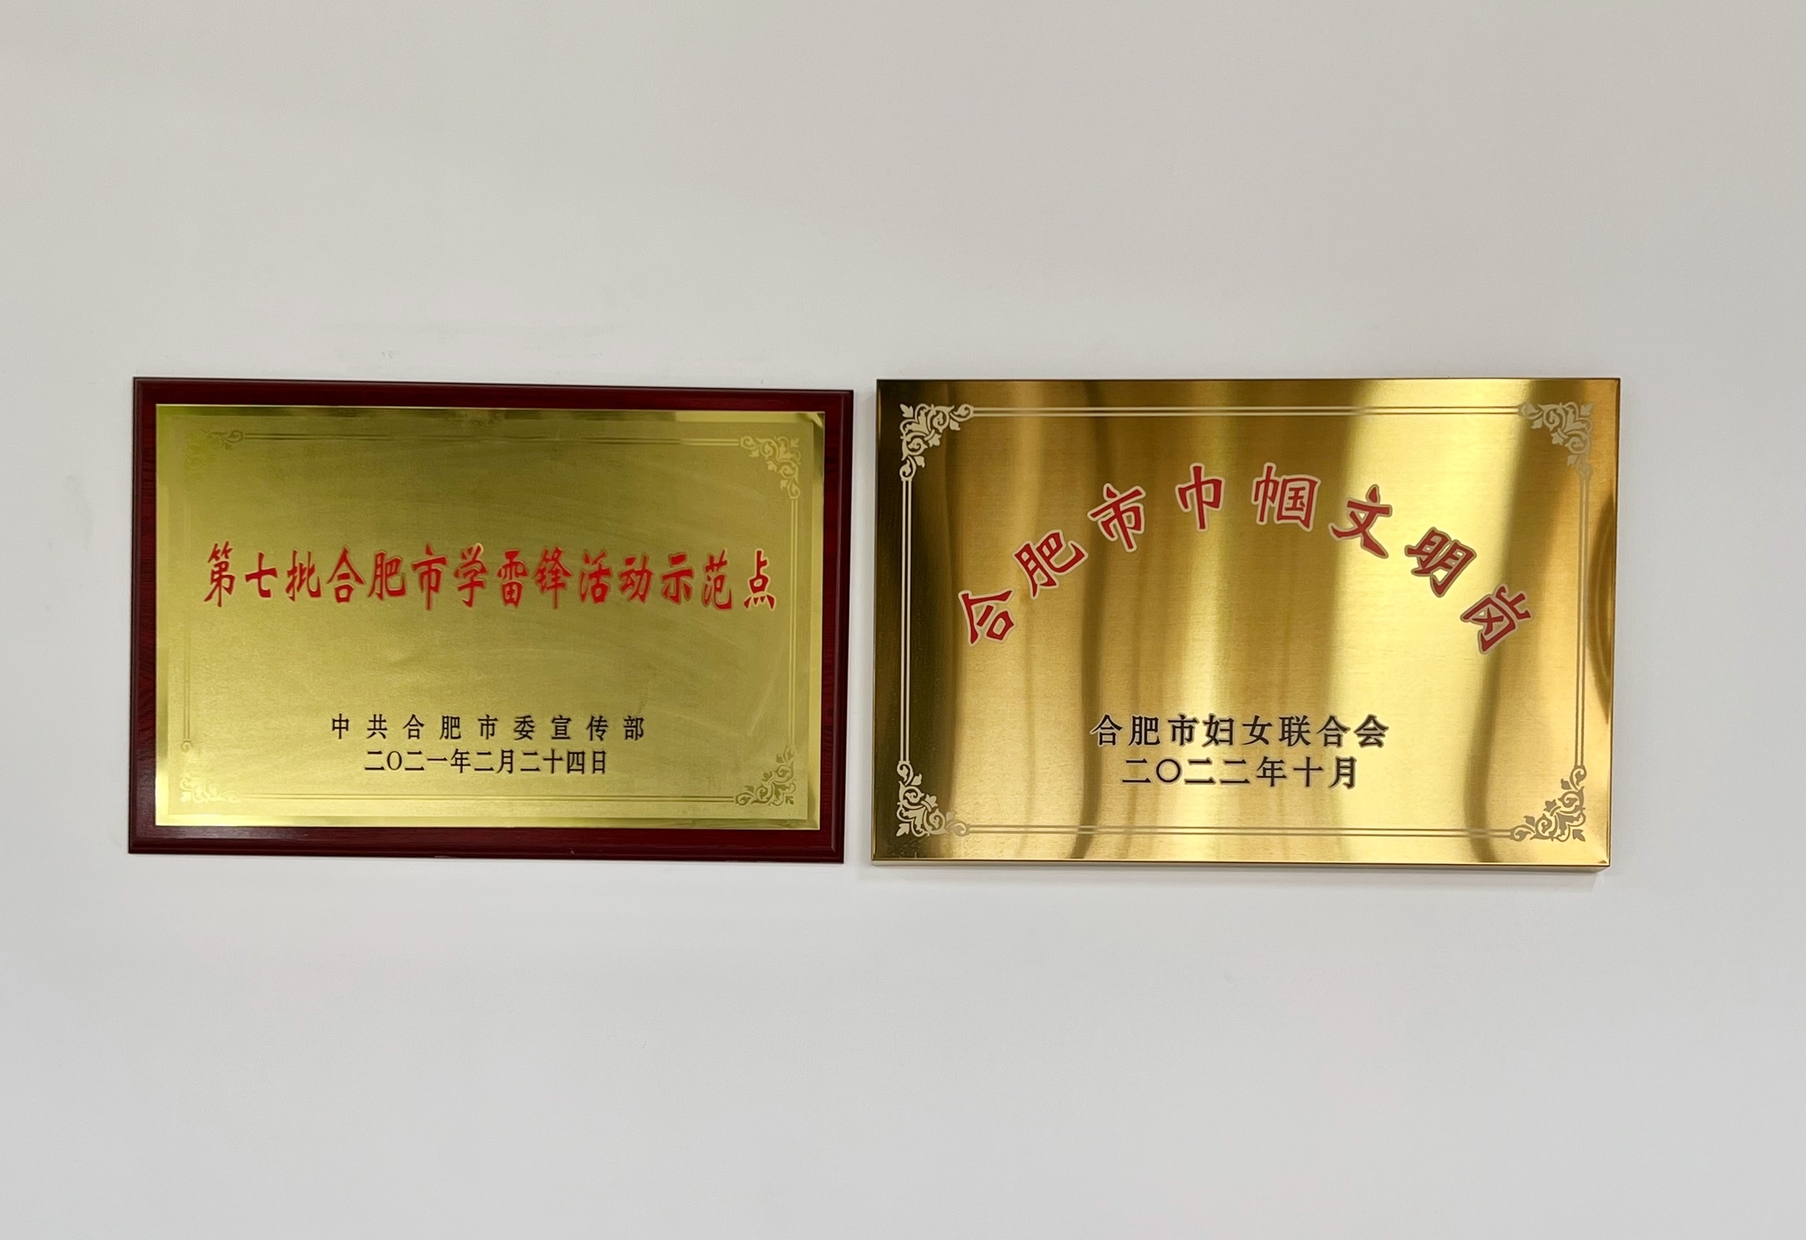 第七批合肥市学雷锋活动示范点
中共合肥市委宣传部
二〇二一年二月二十四日
合肥市巾帼文明岗
合肥市妇女联合会
二〇二二年十月